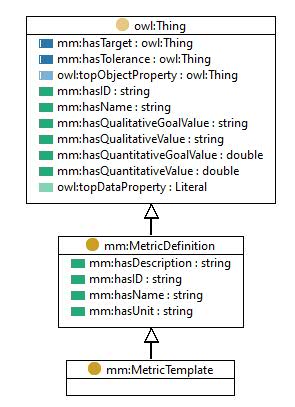 owl:Thing
mm:hasTarget : owl:Thing
mm:hasTolerance : owl:Thing
owl:topObjectProperty : owl:Thing
mm:hasID : string
mm:hasName : string
mm:hasQualitativeGoalValue : string
mm:hasQualitativeValue : string
mm:hasQuantitativeGoalValue : double
mm:hasQuantitativeValue : double
owl:topDataProperty : Literal
mm:MetricDefinition
mm:hasDescription : string
mm:hasID : string
mm:hasName : string
mm:hasUnit : string
mm:MetricTemplate